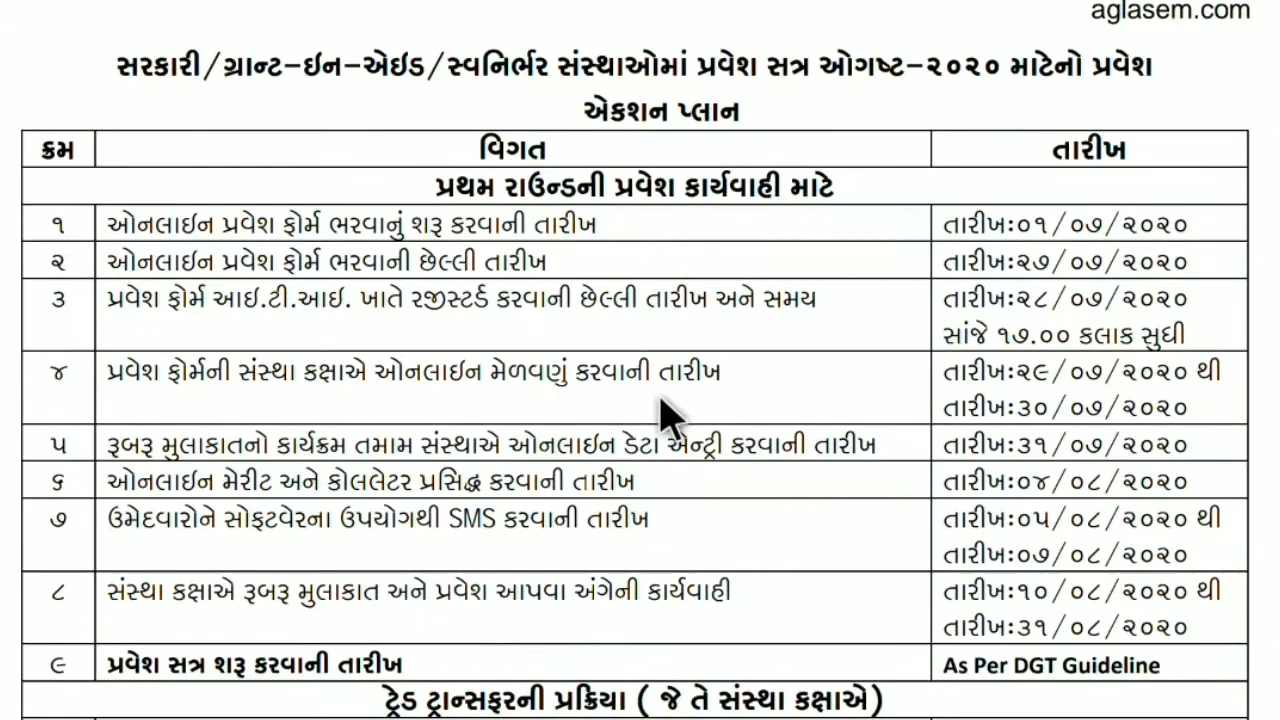 aglasem.com
સરકારી/ગ્રાન્ટ-ઇન-એઇડ/સ્વનિર્ભર સંસ્થાઓમાં પ્રવેશ સત્ર ઓગષ્ટ-૨૦૨૦ માટેનો પ્રવેશ
એકશન પ્લાન
ક્રમ વિગત તારીખ
પ્રથમ રાઉન્ડની પ્રવેશ કાર્યવાહી માટે
૧ ઓનલાઇન પ્રવેશ ફોર્મ ભરવાનું શરૂ કરવાની તારીખ તારીખ:૦૧/૦૭/૨૦૨૦
૨ ઓનલાઇન પ્રવેશ ફોર્મ ભરવાની છેલ્લી તારીખ તારીખ:૨૭/૦૭/૨૦૨૦
૩ પ્રવેશ ફોર્મ આઈ.ટી.આઈ. ખાતે રજીસ્ટર્ડ કરવાની છેલ્લી તારીખ અને સમય તારીખ:૨૮/૦૭/૨૦૨૦
સાંજે ૧૭.૦૦ કલાક સુધી
૪ પ્રવેશ ફોર્મની સંસ્થા કક્ષાએ ઓનલાઇન મેળવણું કરવાની તારીખ તારીખ:૨૯/૦૭/૨૦૨૦ થી
તારીખ:૩૦/૦૭/૨૦૨૦
૫ રૂબરૂ મુલાકાતનો કાર્યક્રમ તમામ સંસ્થાએ ઓનલાઇન ડેટા એન્ટ્રી કરવાની તારીખ તારીખ:૩૧/૦૭/૨૦૨૦
૬ ઓનલાઇન મેરીટ અને કોલલેટર પ્રસિદ્ધ કરવાની તારીખ તારીખ:૦૪/૦૮/૨૦૨૦
૭ ઉમેદવારોને સોફટવેરના ઉપયોગથી SMS કરવાની તારીખ તારીખ:૦૫/૦૮/૨૦૨૦ થી
તારીખ:૦૭/૦૮/૨૦૨૦
૮ સંસ્થા કક્ષાએ રૂબરૂ મુલાકાત અને પ્રવેશ આપવા અંગેની કાર્યવાહી તારીખ:૧૦/૦૮/૨૦૨૦ થી
તારીખ:૩૧/૦૮/૨૦૨૦
૯ પ્રવેશ સત્ર શરૂ કરવાની તારીખ As Per DGT Guideline
ટ્રેડ ટ્રાન્સફરની પ્રક્રિયા ( જે તે સંસ્થા કક્ષાએ)